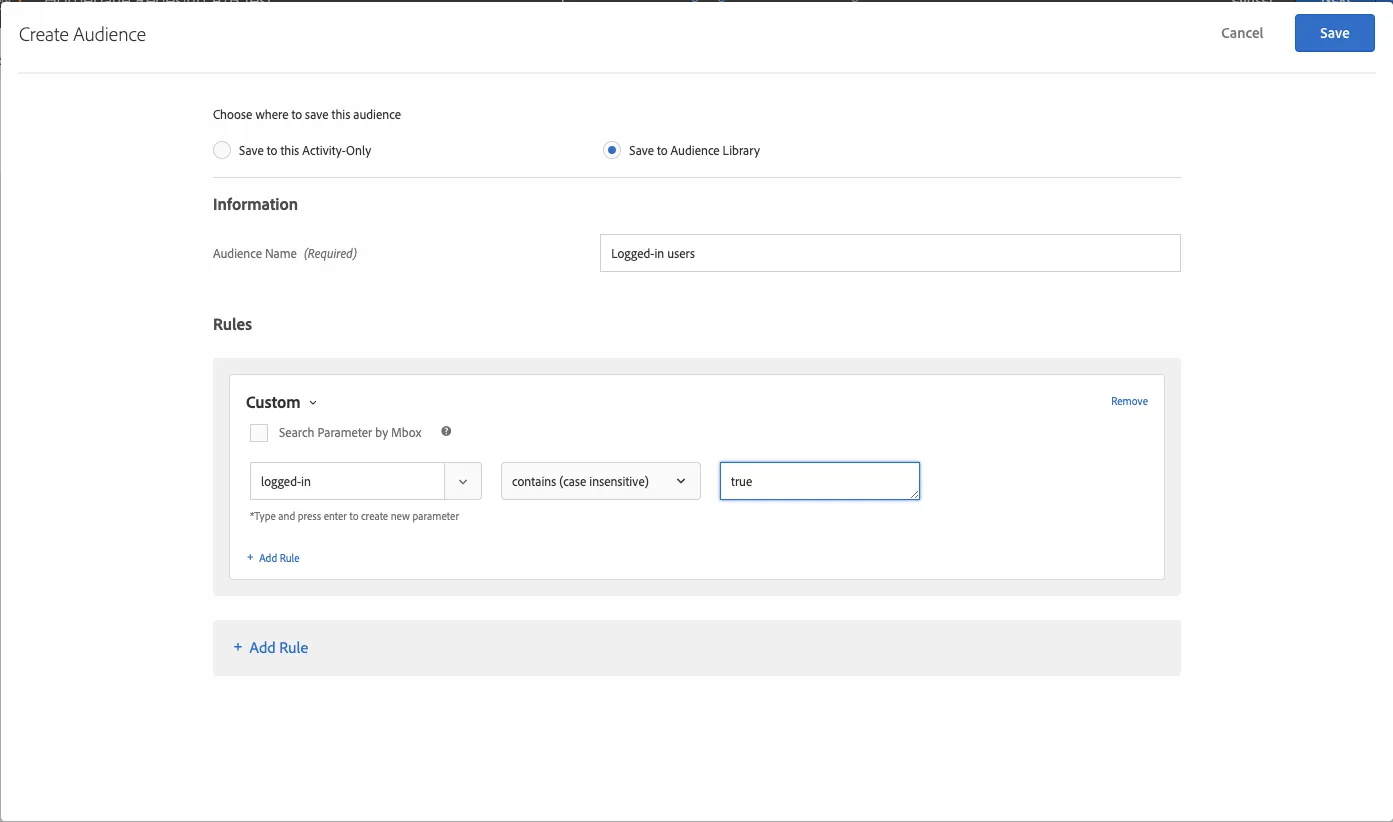 Create Audience
Cancel
Save
Choose where to save this audience
Save to this Activity-Only
Save to Audience Library
Information
Audience Name (Required)
Logged-in users
Rules
Custom
Remove
Search Parameter by Mbox
?
logged-in
contains (case insensitive)
true
*Type and press enter to create new parameter
+ Add Rule
+ Add Rule